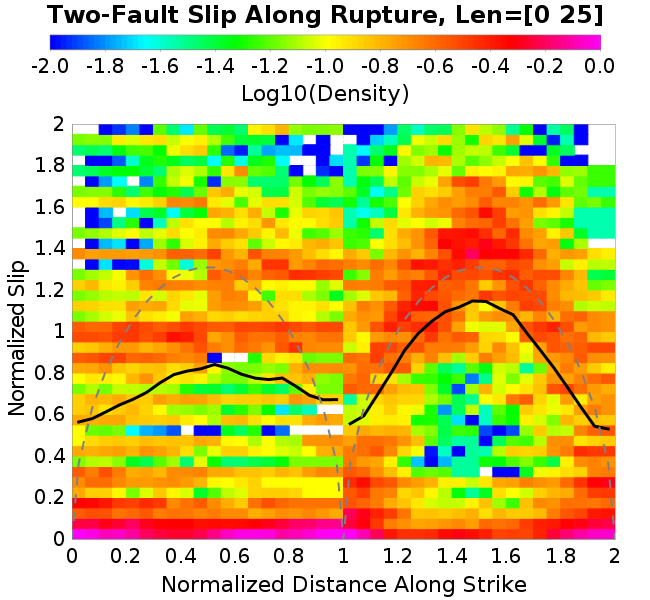 Two-Fault Slip Along Rupture, Len=[0 25]
-2.0 -1.8 -1.6 -1.4 -1.2 -1.0 -0.8 -0.6 -0.4 -0.2 0.0
Log10(Density)
2
1.8
1.6
1.4
1.2
1
0.8
0.6
0.4
0.2
0
Normalized Slip
0 0.2 0.4 0.6 0.8 1 1.2 1.4 1.6 1.8 2
Normalized Distance Along Strike